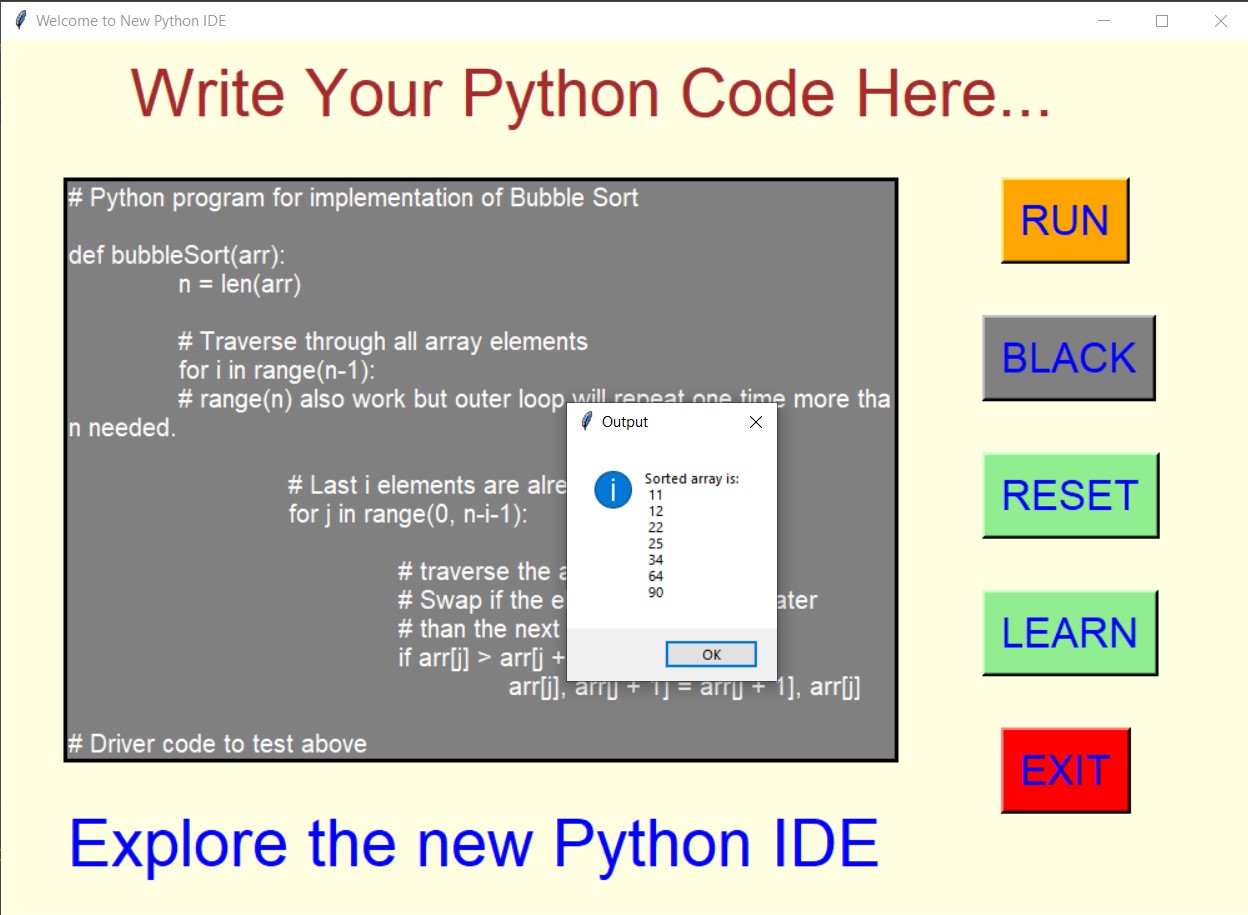 Welcome to New Python IDE
Write Your Python Code Here...
# Python program for implementation of Bubble Sort
def bubbleSort(arr):
n = len(arr)
# Traverse through all array elements
for i in range(n-1):
# range(n) also work but outer loop will repeat one time more tha
n needed.
# Last i elements are alre
for j in range(0, n-i-1):
# traverse the a
# Swap if the e ater
# than the next
if arr[j] > arr[j +
arr[j], arr[j + 1] = arr[j + 1], arr[j]
# Driver code to test above
Output
Sorted array is:
11
12
22
25
34
64
90
OK
RUN
BLACK
RESET
LEARN
EXIT
Explore the new Python IDE